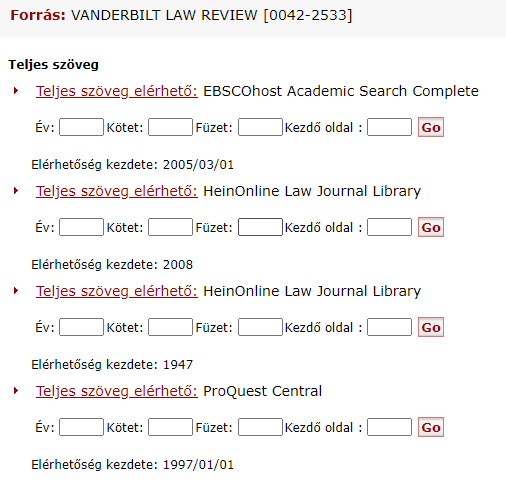 Forrás: VANDERBILT LAW REVIEW [0042-2533]
Teljes szöveg
Teljes szöveg elérhető: EBSCOhost Academic Search Complete
Év: Kötet: Füzet: Kezdő oldal : Go
Elérhetőség kezdete: 2005/03/01
Teljes szöveg elérhető: HeinOnline Law Journal Library
Év: Kötet: Füzet: Kezdő oldal : Go
Elérhetőség kezdete: 2008
Teljes szöveg elérhető: HeinOnline Law Journal Library
Év: Kötet: Füzet: Kezdő oldal : Go
Elérhetőség kezdete: 1947
Teljes szöveg elérhető: ProQuest Central
Év: Kötet: Füzet: Kezdő oldal : Go
Elérhetőség kezdete: 1997/01/01